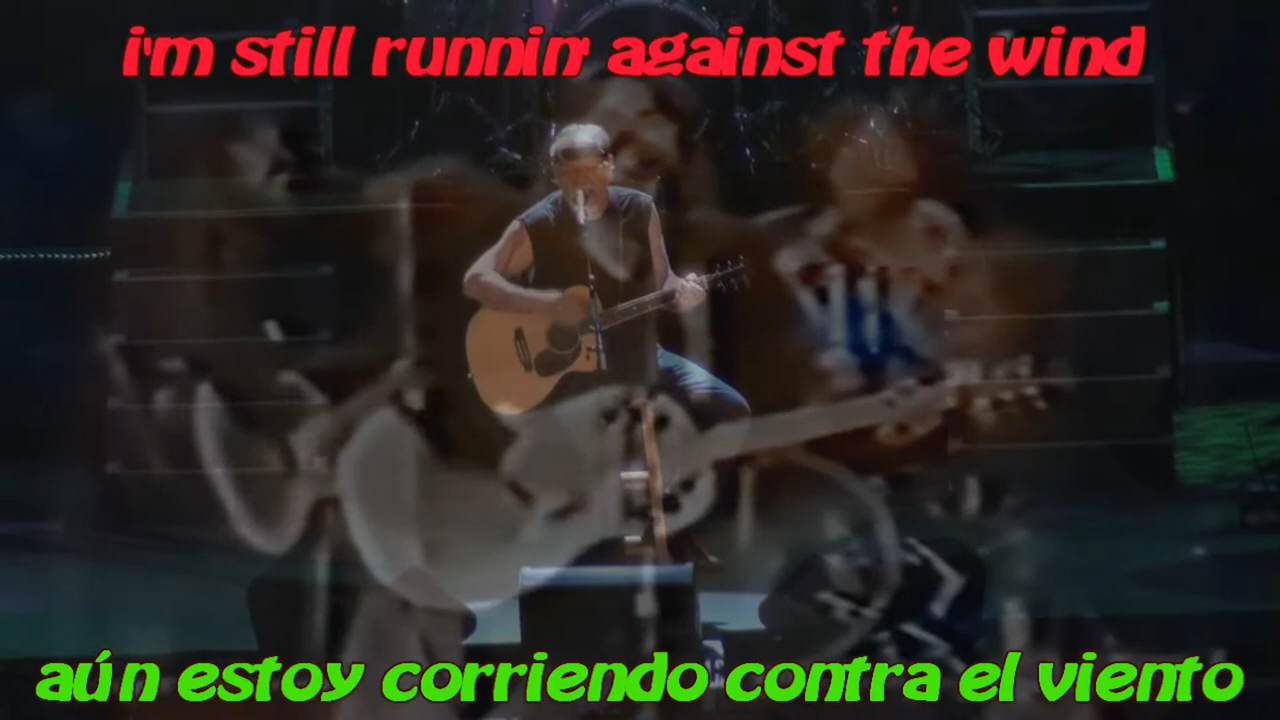 i'm still runnin' against the wind
aún estoy corriendo contra el viento